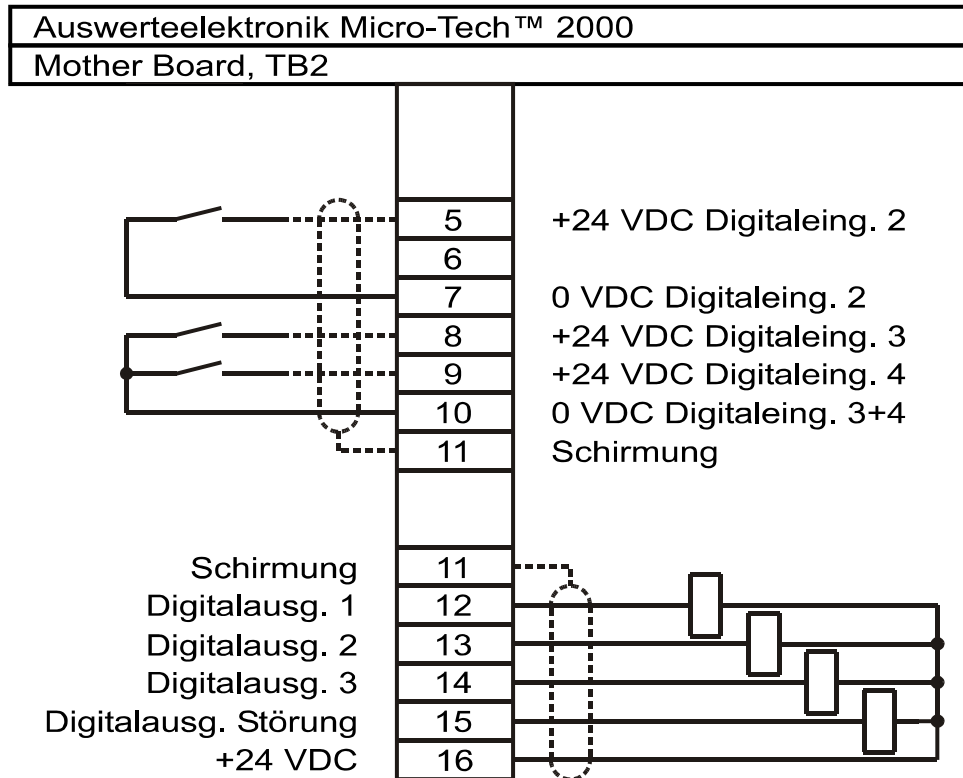 Auswerteelektronik Micro-Tech™ 2000
Mother Board, TB2
5 +24 VDC Digitaleing. 2
6
7 0 VDC Digitaleing. 2
8 +24 VDC Digitaleing. 3
9 +24 VDC Digitaleing. 4
10 0 VDC Digitaleing. 3+4
11 Schirmung
Schirmung 11
Digitalausg. 1 12
Digitalausg. 2 13
Digitalausg. 3 14
Digitalausg. Störung 15
+24 VDC 16